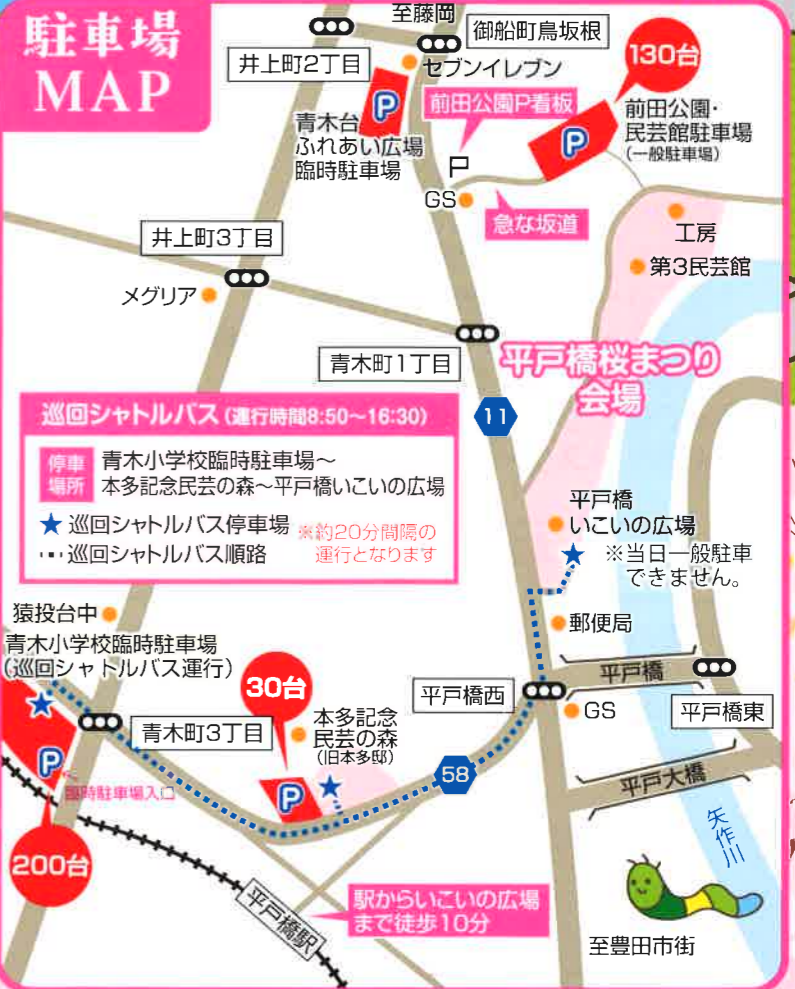 駐車場
MAP
至藤岡
御船町鳥坂根
井上町2丁目
セブンイレブン
130台
P
青木台
ふれあい広場
臨時駐車場
前田公園P看板
前田公園・
民芸館駐車場
(一般駐車場)
P
P
GS
急な坂道
工房
第3民芸館
井上町3丁目
メグリア
青木町1丁目
平戸橋桜まつり
会場
11
巡回シャトルバス(運行時間8:50~16:30)
停車
場所
青木小学校臨時駐車場~
本多記念民芸の森~平戸橋いこいの広場
★巡回シャトルバス停車場
※約20分間隔の
運行となります
巡回シャトルバス順路
平戸橋
いこいの広場
※当日一般駐車
できません。
猿投台中
青木小学校臨時駐車場
(巡回シャトルバス運行)
郵便局
平戸橋
平戸橋西
平戸橋東
GS
30台
本多記念
民芸の森
(旧本多邸)
青木町3丁目
P
臨時駐車場入口
P
58
平戸大橋
200台
矢作川
平戸橋駅
駅からいこいの広場
まで徒歩10分
至豊田市街